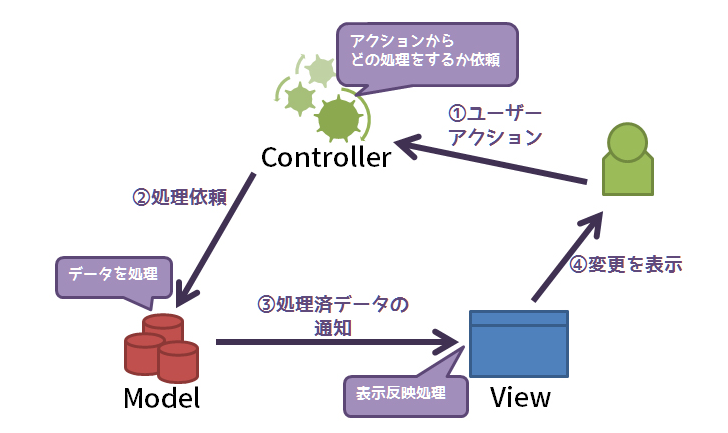 アクションから
どの処理をするか依頼
①ユーザー
アクション
Controller
②処理依頼
④変更を表示
データを処理
③処理済データの
通知
表示反映処理
Model
View